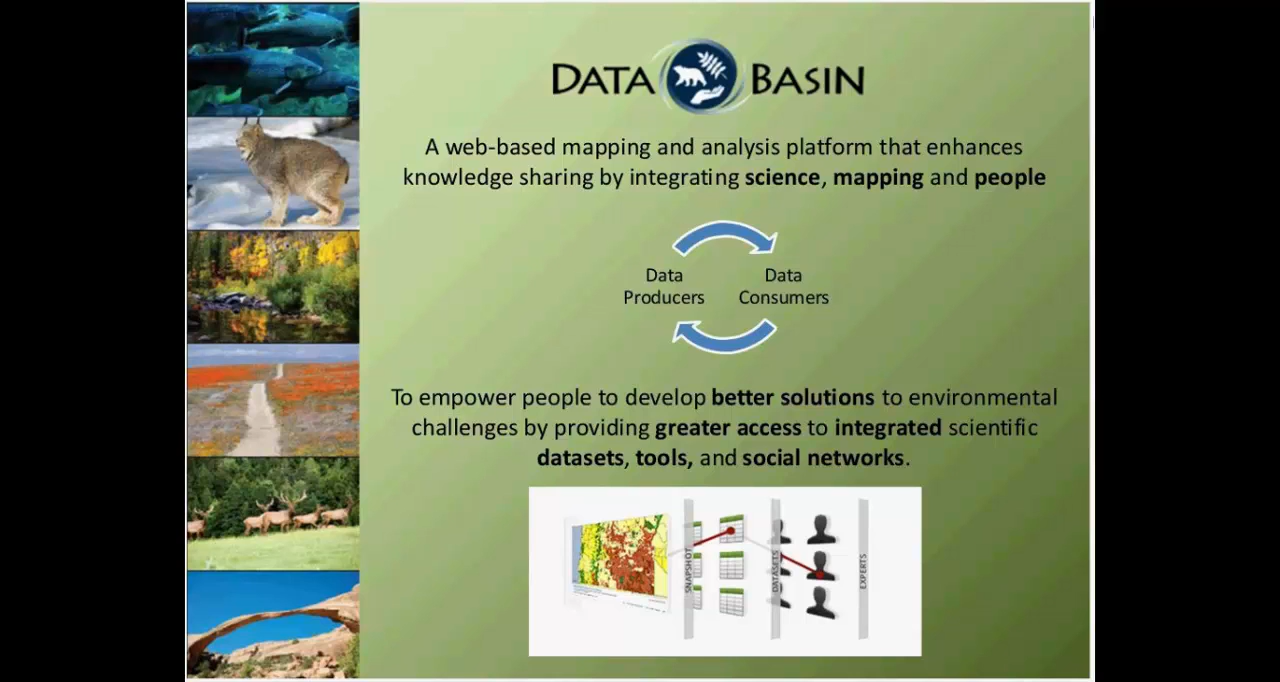 DATA BASIN
A web-based mapping and analysis platform that enhances
knowledge sharing by integrating science, mapping and people
Data
Producers
Data
Consumers
To empower people to develop better solutions to environmental
challenges by providing greater access to integrated scientific
datasets, tools, and social networks.
SNAPSHOT
DATASETS
EXPERTS